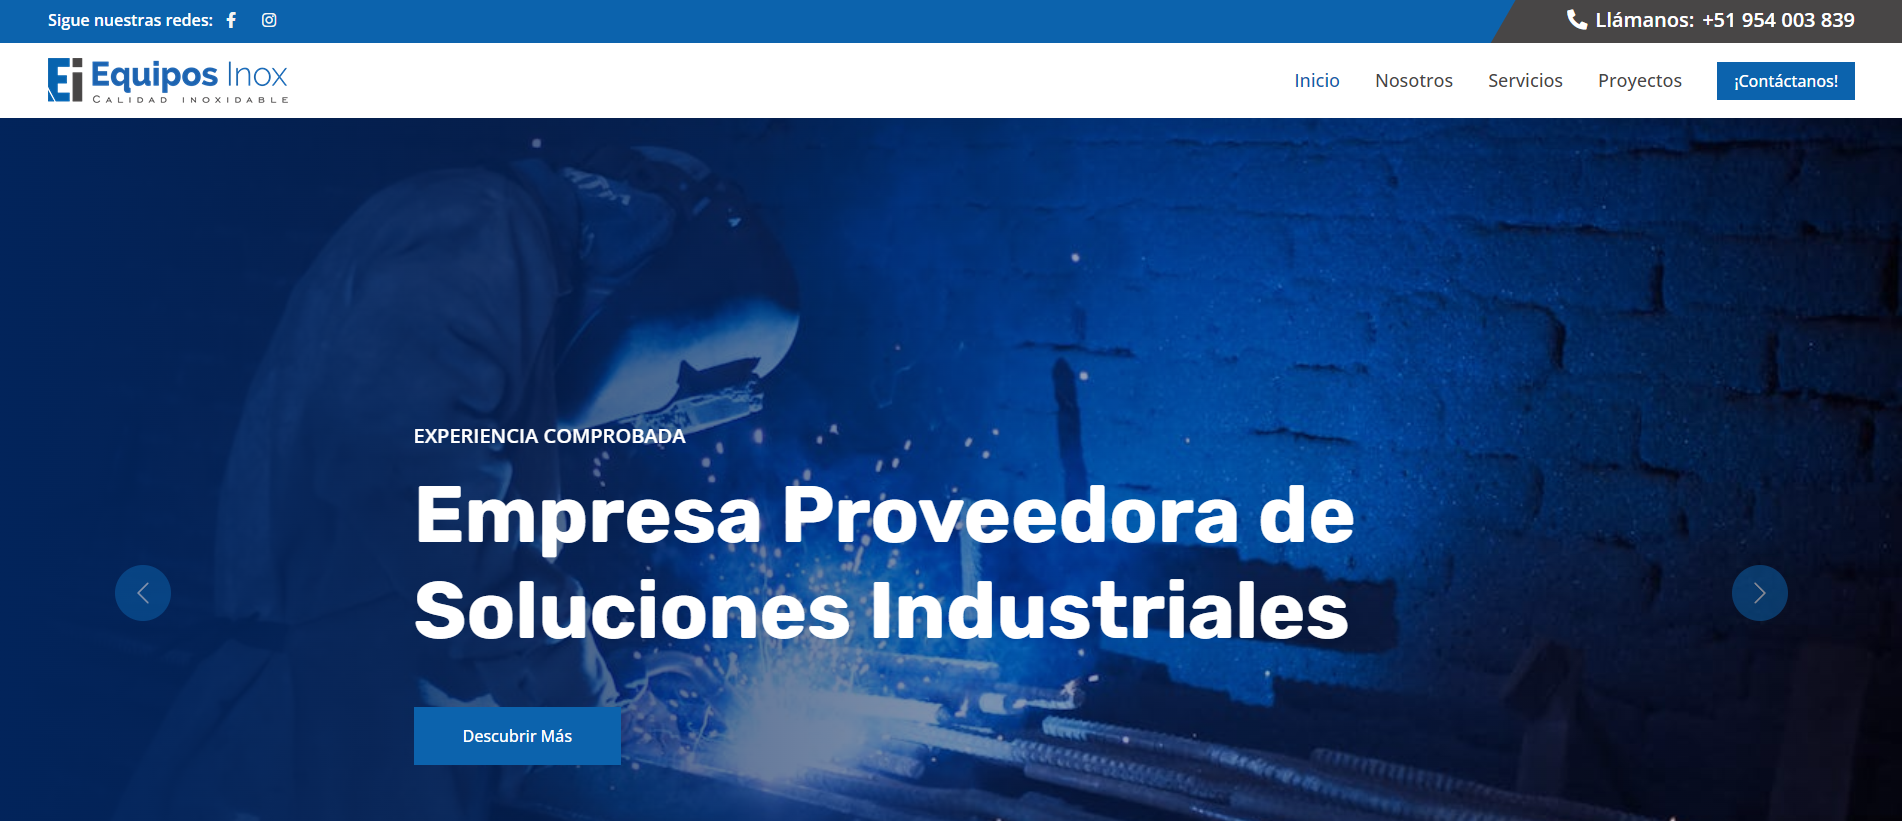 Sigue nuestras redes:
Llámanos: +51 954 003 839
Ei Equipos Inox
CALIDAD INOXIDABLE
Inicio
Nosotros
Servicios
Proyectos
¡Contáctanos!
EXPERIENCIA COMPROBADA
Empresa Proveedora de
Soluciones Industriales
Descubrir Más